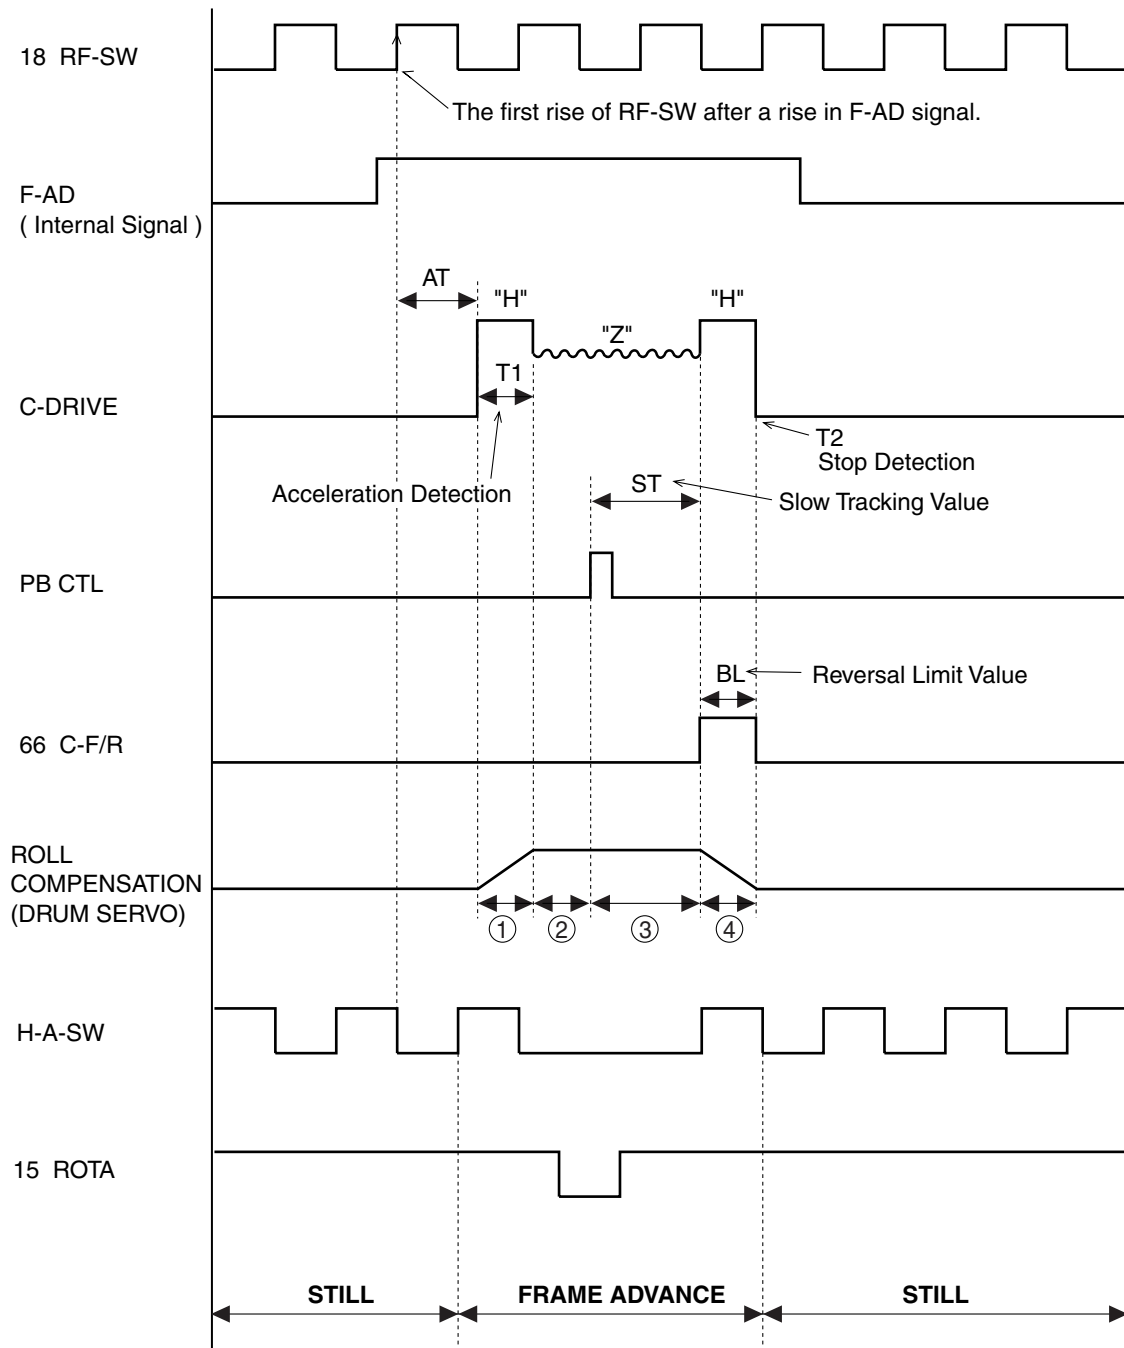 18 RF-SW
The first rise of RF-SW after a rise in F-AD signal.
F-AD
( Internal Signal )
AT
"H"
"Z"
"H"
T1
C-DRIVE
T2
Stop Detection
Acceleration Detection
ST
Slow Tracking Value
PB CTL
BL
Reversal Limit Value
66 C-F/R
ROLL
COMPENSATION
(DRUM SERVO)
① ② ③ ④
H-A-SW
15 ROTA
STILL FRAME ADVANCE STILL